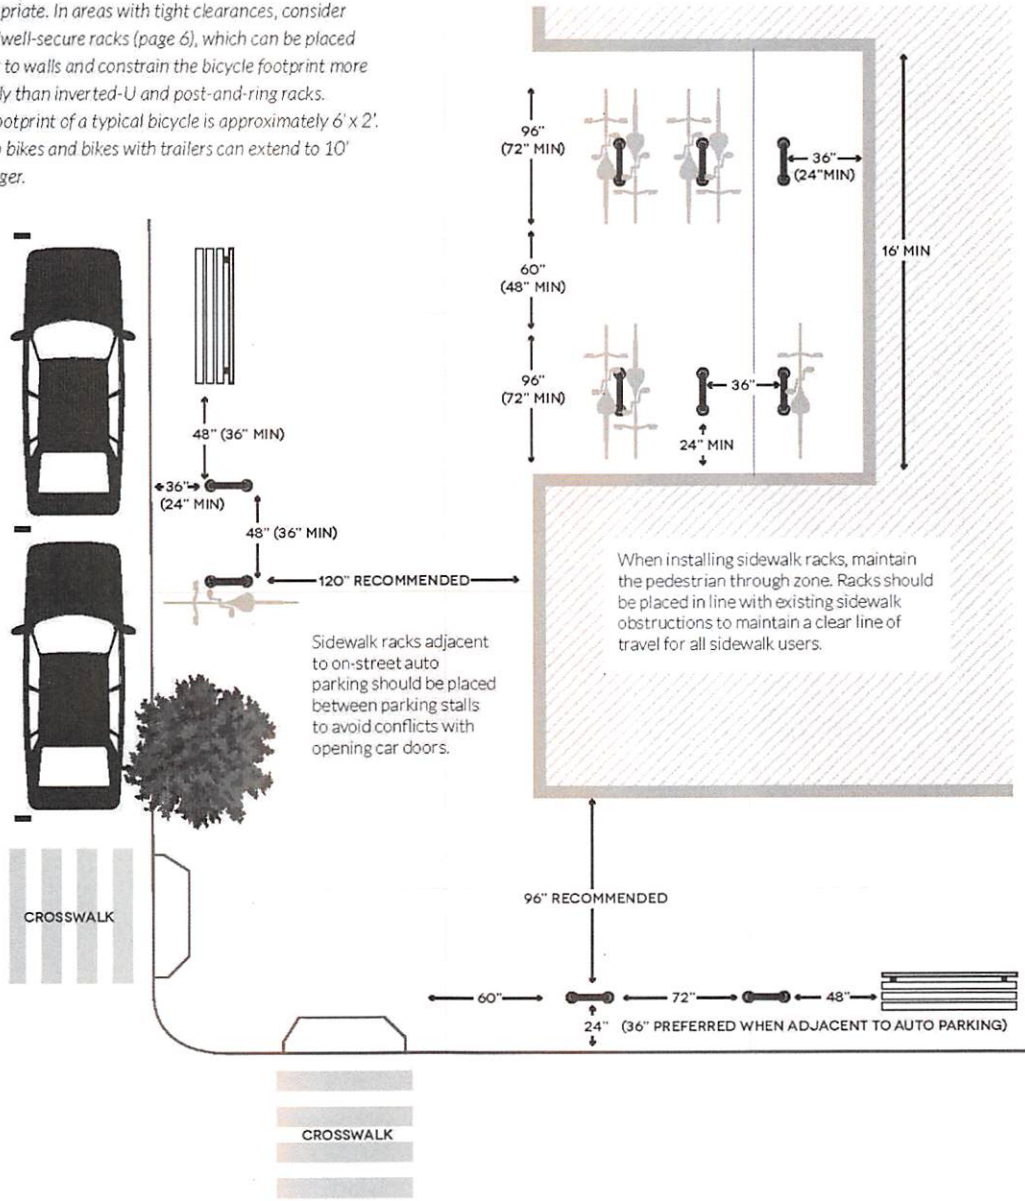 priate. In areas with tight clearances, consider
well-secure racks (page 6), which can be placed
to walls and constrain the bicycle footprint more
ly than inverted-U and post-and-ring racks.
ootprint of a typical bicycle is approximately 6' x 2'.
bikes and bikes with trailers can extend to 10'
ger.
96"
(72" MIN)
36"
(24"MIN)
16' MIN
60"
(48" MIN)
96"
(72" MIN)
36"
24" MIN
48" (36" MIN)
36"
(24" MIN)
48" (36" MIN)
120" RECOMMENDED
When installing sidewalk racks, maintain
the pedestrian through zone. Racks should
be placed in line with existing sidewalk
obstructions to maintain a clear line of
travel for all sidewalk users.
Sidewalk racks adjacent
to on-street auto
parking should be placed
between parking stalls
to avoid conflicts with
opening car doors.
96" RECOMMENDED
CROSSWALK
60"
72"
48"
24" (36" PREFERRED WHEN ADJACENT TO AUTO PARKING)
CROSSWALK